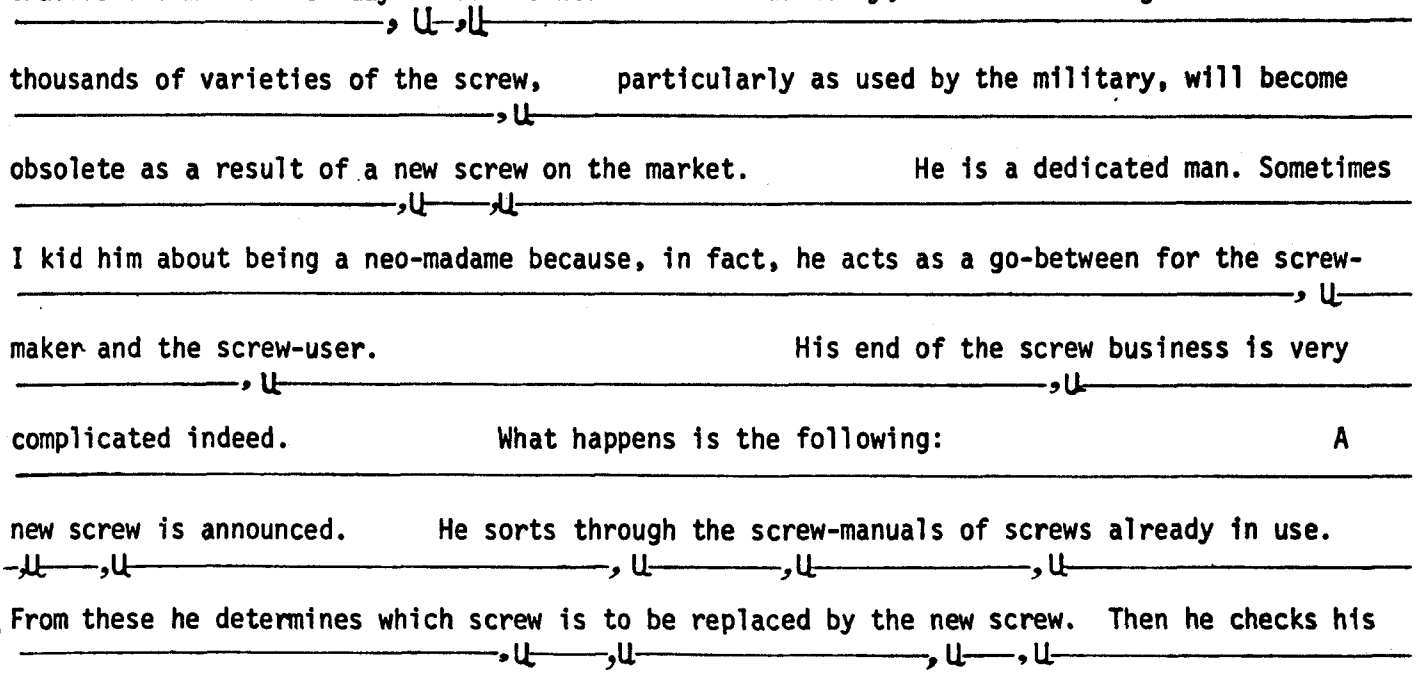 thousands of varieties of the screw, particularly as used by the military, will become
obsolete as a result of a new screw on the market. He is a dedicated man. Sometimes
I kid him about being a neo-madame because, in fact, he acts as a go-between for the screw-
maker and the screw-user. His end of the screw business is very
complicated indeed. What happens is the following: A
new screw is announced. He sorts through the screw-manuals of screws already in use.
From these he determines which screw is to be replaced by the new screw. Then he checks his